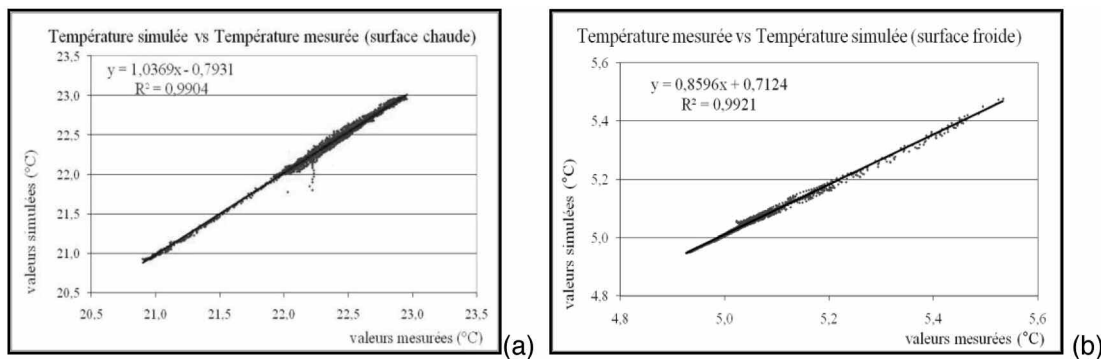 Température simulée vs Température mesurée (surface chaude)
y = 1,0369x - 0,7931
R² = 0,9904
23,5
23,0
22,5
22,0
21,5
21,0
20,5
valeurs simulées (°C)
20,5 21,0 21,5 22,0 22,5 23,0 23,5
valeurs mesurées (°C)
(a)
Température mesurée vs Température simulée (surface froide)
y = 0,8596x + 0,7124
R² = 0,9921
5,6
5,4
5,2
5,0
4,8
valeurs simulées (°C)
4,8 5,0 5,2 5,4 5,6
valeurs mesurées (°C)
(b)